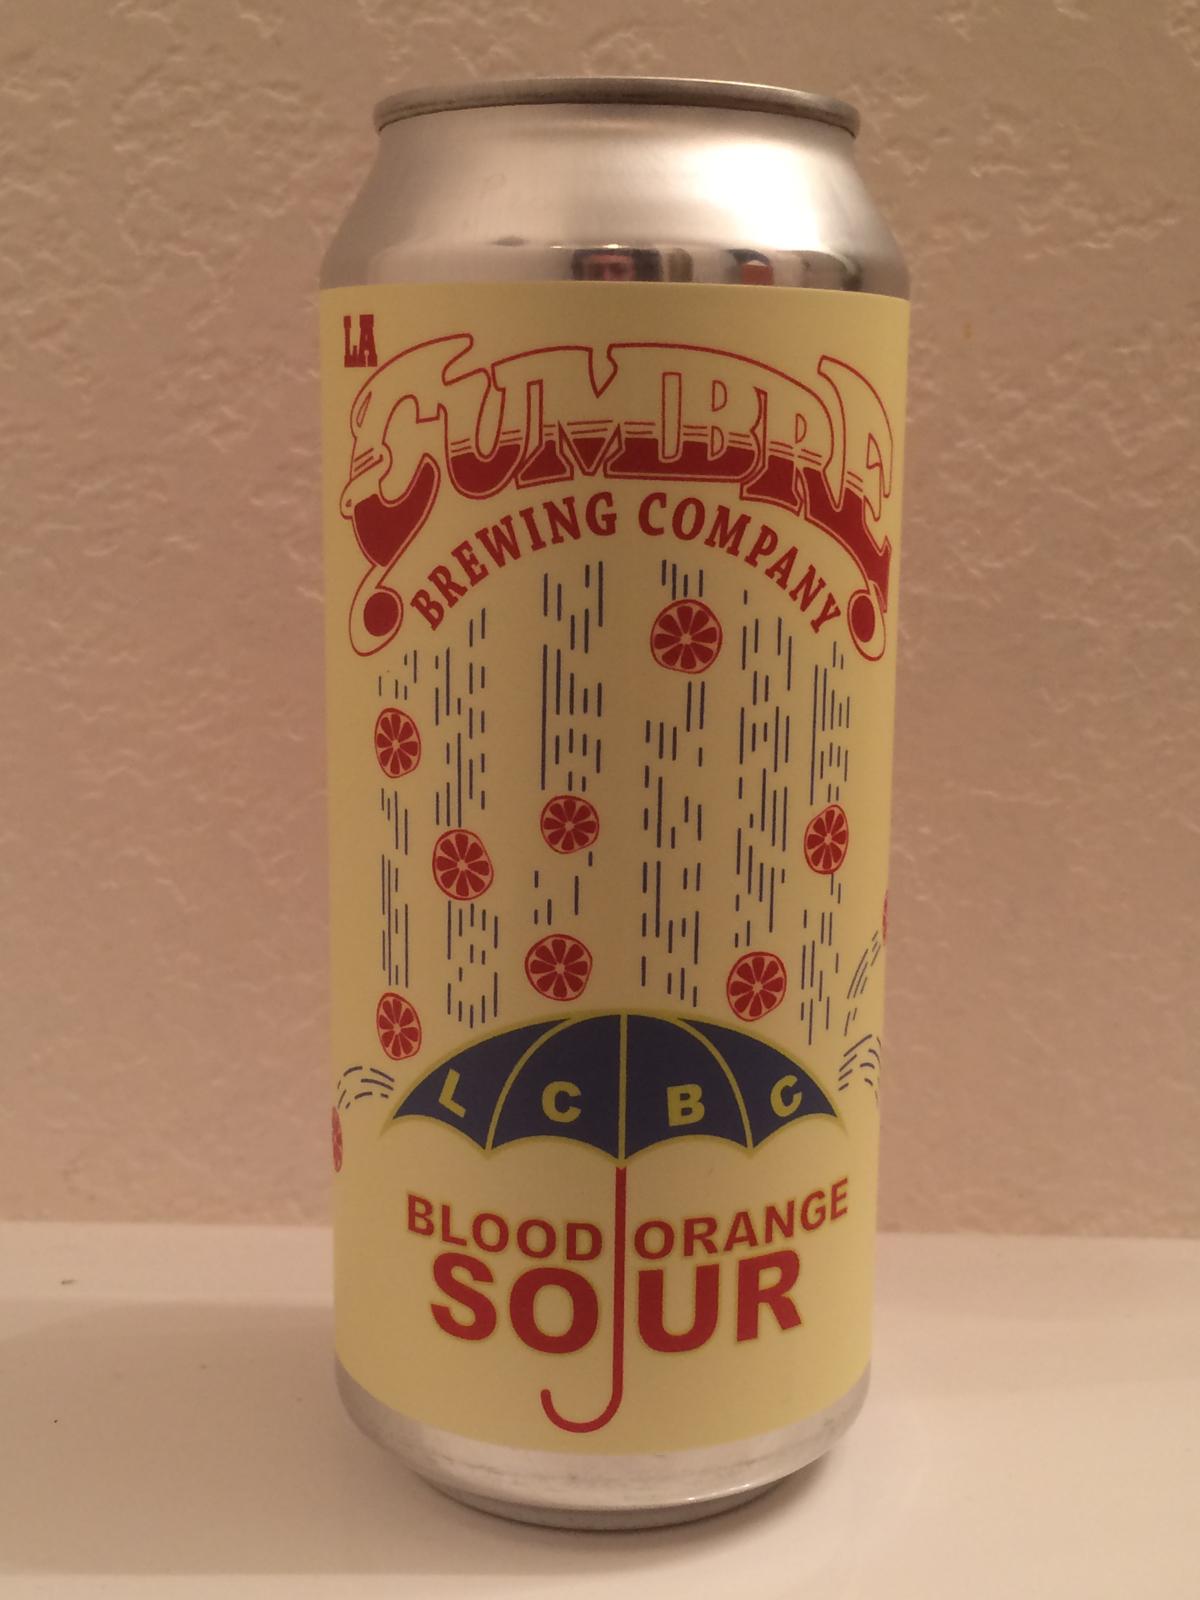 LA
CUMBRE
BREWING COMPANY
L C B C
BLOOD ORANGE
SOUR